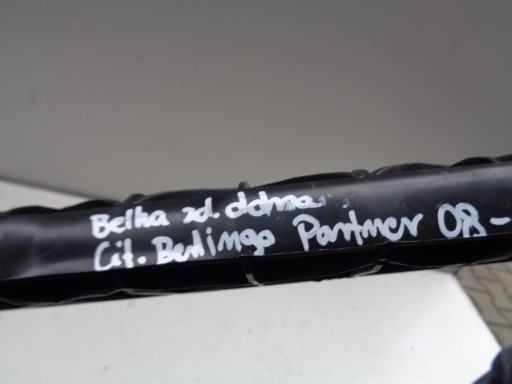 Belka zd. dolna
Cit. Berlingo Partner 08-